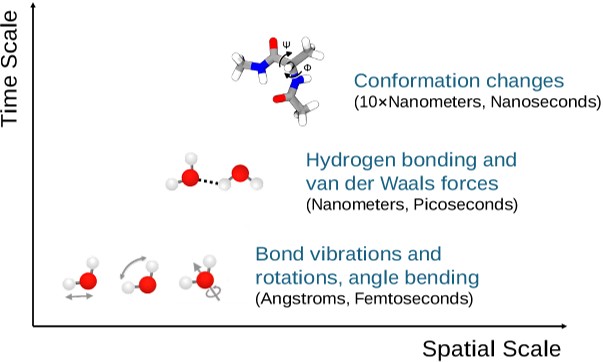 Time Scale
Ψ
Φ
Conformation changes
(10×Nanometers, Nanoseconds)
Hydrogen bonding and
van der Waals forces
(Nanometers, Picoseconds)
Bond vibrations and
rotations, angle bending
(Angstroms, Femtoseconds)
Spatial Scale